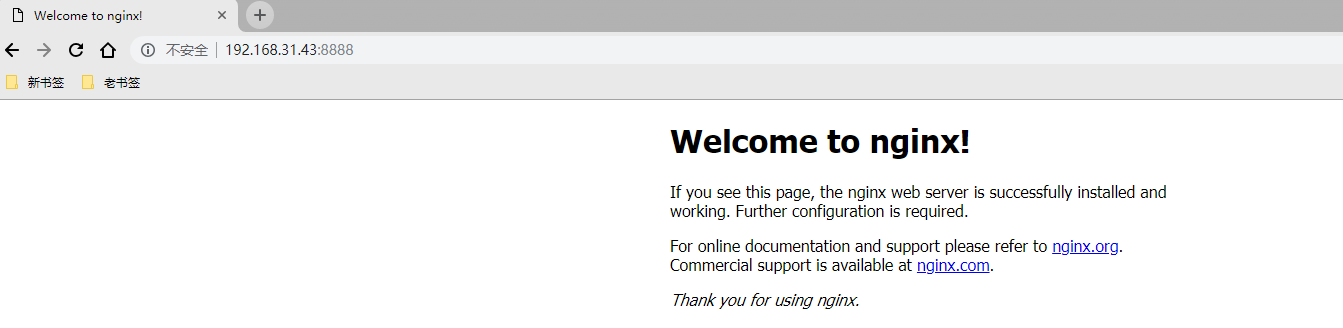 Welcome to nginx!
不安全 192.168.31.43:8888
新书签 老书签
Welcome to nginx!
If you see this page, the nginx web server is successfully installed and
working. Further configuration is required.
For online documentation and support please refer to nginx.org.
Commercial support is available at nginx.com.
Thank you for using nginx.